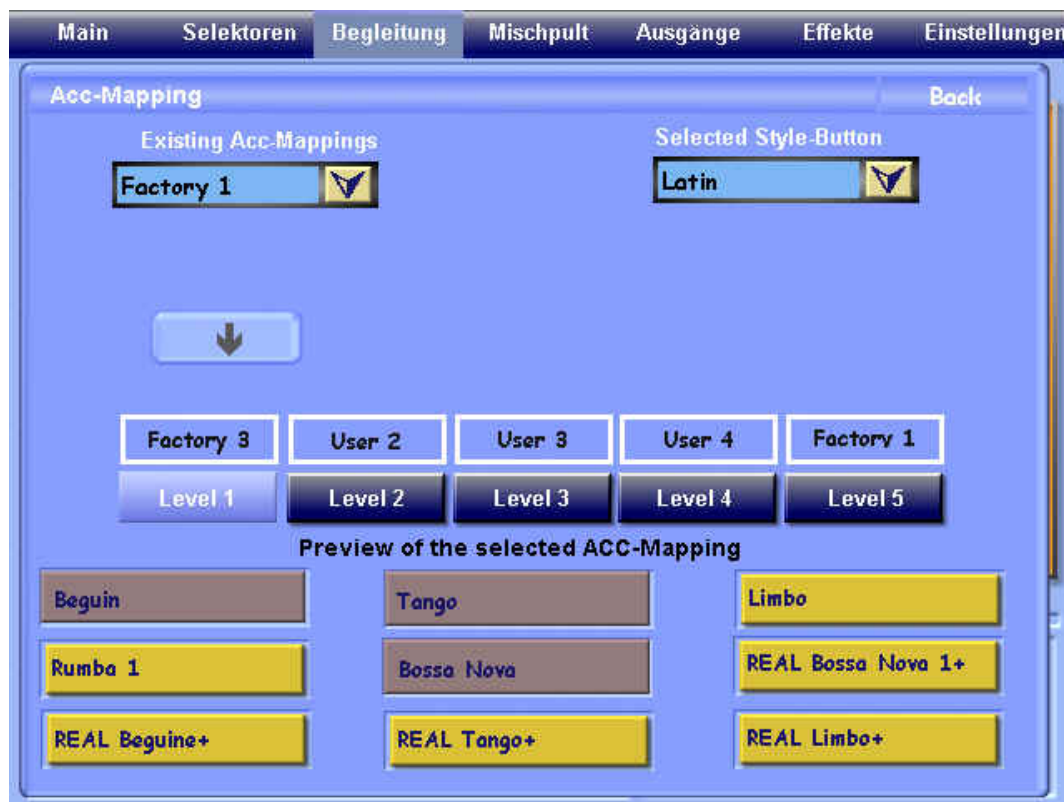 Main Selektoren Begleitung Mischpult Ausgänge Effekte Einstellungen
Acc-Mapping Back
Existing Acc-Mappings Selected Style-Button
Factory 1 Latin
Factory 3 User 2 User 3 User 4 Factory 1
Level 1 Level 2 Level 3 Level 4 Level 5
Preview of the selected ACC-Mapping
Beguin Tango Limbo
Rumba 1 Bossa Nova REAL Bossa Nova 1+
REAL Beguine+ REAL Tango+ REAL Limbo+